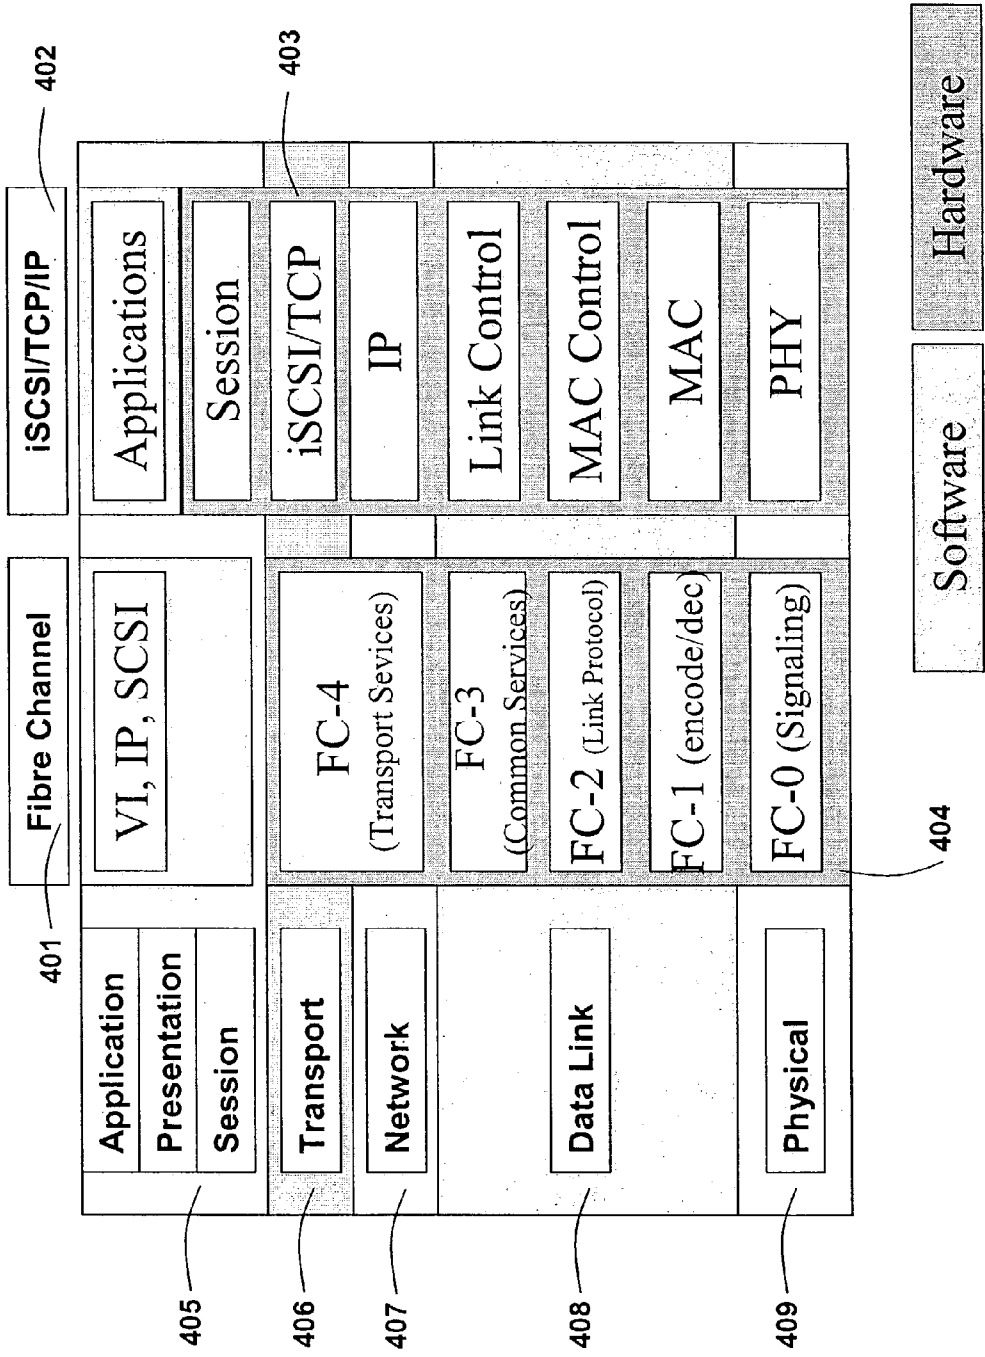 401
Fibre Channel
iSCSI/TCP/IP
402
405
Application
Presentation
Session
VI, IP, SCSI
Applications
Session
403
406
Transport
FC-4
(Transport Sevices)
iSCSI/TCP
407
Network
IP
408
Data Link
FC-3
(Common Services)
Link Control
FC-2 (Link Protocol)
MAC Control
FC-1 (encode/dec)
MAC
409
Physical
FC-0 (Signaling)
PHY
404
Software
Hardware